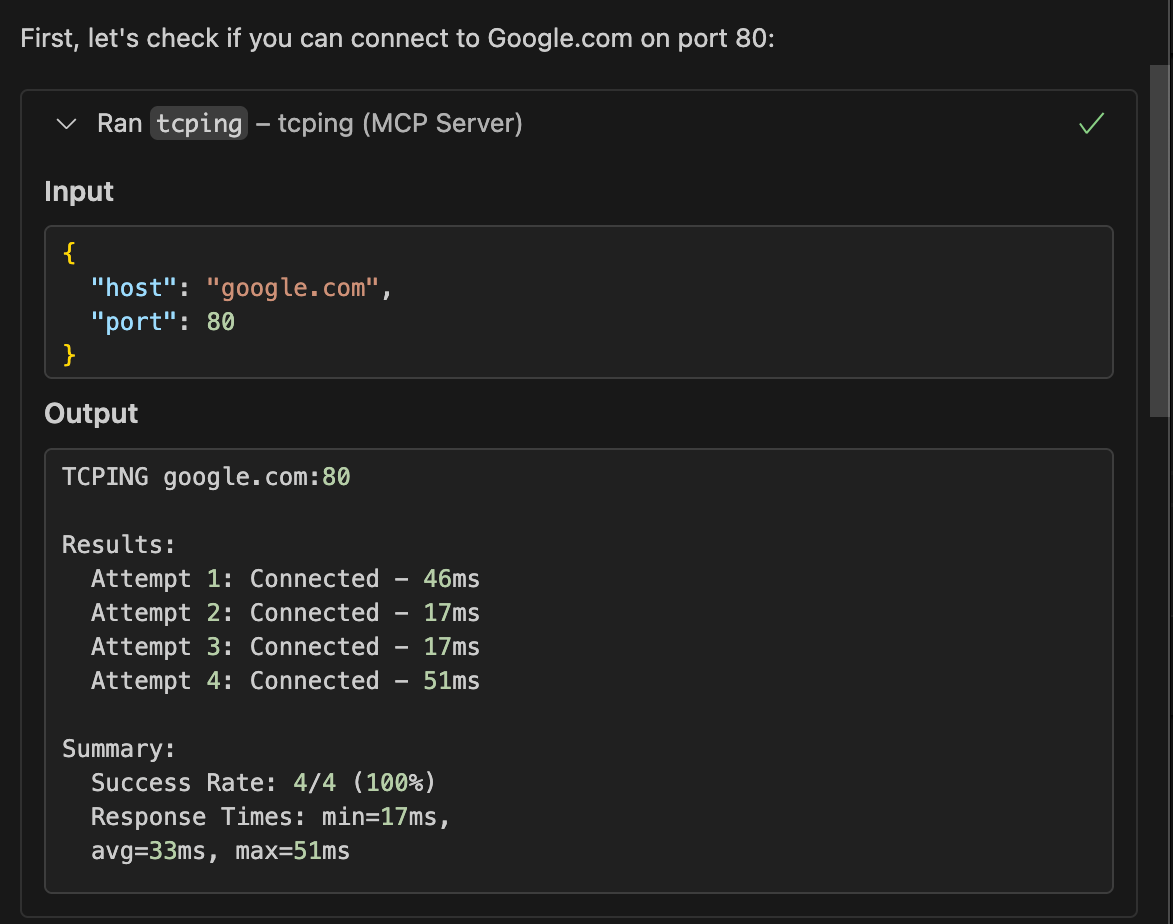 First, let's check if you can connect to Google.com on port 80:
Ran tcping – tcping (MCP Server)
Input
{
  "host": "google.com",
  "port": 80
}
Output
TCPING google.com:80
Results:
  Attempt 1: Connected – 46ms
  Attempt 2: Connected – 17ms
  Attempt 3: Connected – 17ms
  Attempt 4: Connected – 51ms
Summary:
  Success Rate: 4/4 (100%)
  Response Times: min=17ms,
  avg=33ms, max=51ms